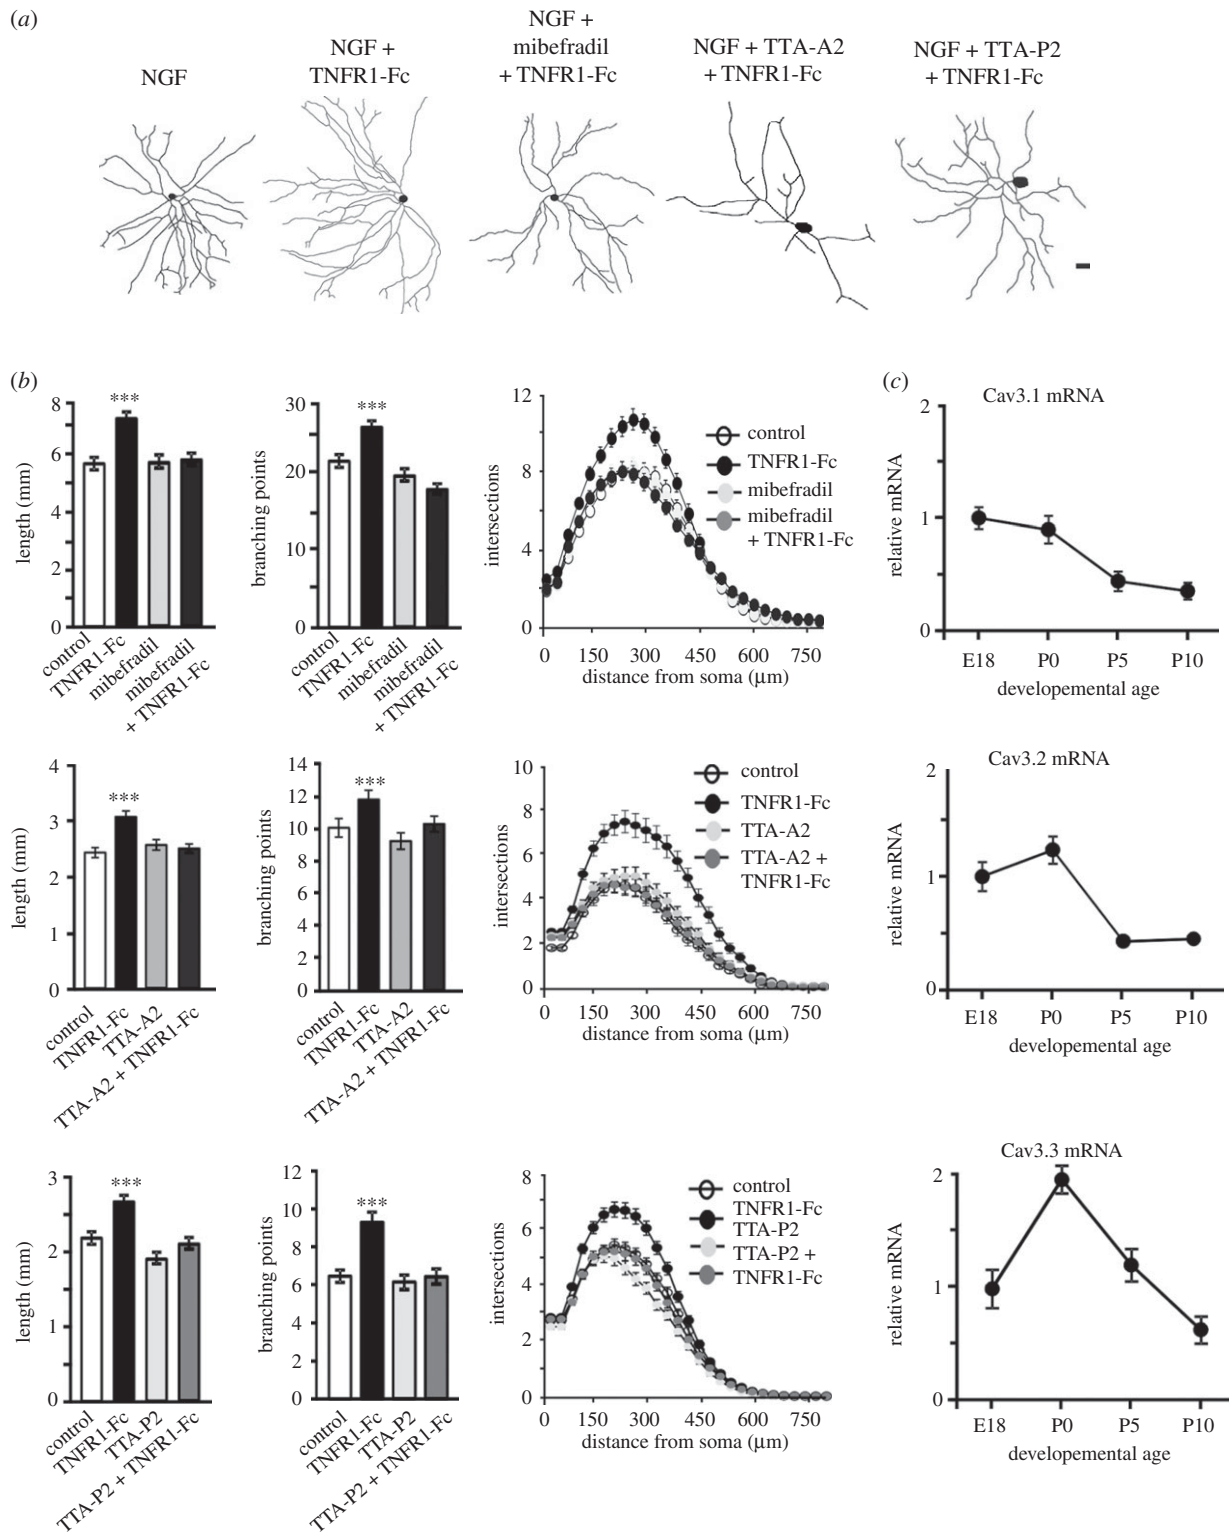 (a)
NGF
NGF +
TNFR1-Fc
NGF +
mibefradil
+ TNFR1-Fc
NGF + TTA-A2
+ TNFR1-Fc
NGF + TTA-P2
+ TNFR1-Fc
(b)
8
6
4
2
0
length (mm)
***
control
TNFR1-Fc
mibefradil
mibefradil
+ TNFR1-Fc
30
20
10
0
branching points
***
control
TNFR1-Fc
mibefradil
mibefradil
+ TNFR1-Fc
12
8
4
0
intersections
control
TNFR1-Fc
mibefradil
mibefradil
+ TNFR1-Fc
0 150 300 450 600 750
distance from soma (µm)
(c)
Cav3.1 mRNA
2
1
0
relative mRNA
E18 P0 P5 P10
developemental age
4
3
2
1
0
length (mm)
***
control
TNFR1-Fc
TTA-A2
TTA-A2 + TNFR1-Fc
14
12
10
8
6
4
2
0
branching points
***
control
TNFR1-Fc
TTA-A2
TTA-A2 + TNFR1-Fc
10
8
6
4
2
0
intersections
control
TNFR1-Fc
TTA-A2
TTA-A2 +
TNFR1-Fc
0 150 300 450 600 750
distance from soma (µm)
Cav3.2 mRNA
2
1
0
relative mRNA
E18 P0 P5 P10
developemental age
3
2
1
0
length (mm)
***
control
TNFR1-Fc
TTA-P2
TTA-P2 + TNFR1-Fc
12
10
8
6
4
2
0
branching points
***
control
TNFR1-Fc
TTA-P2
TTA-P2 + TNFR1-Fc
8
6
4
2
0
intersections
control
TNFR1-Fc
TTA-P2
TTA-P2 +
TNFR1-Fc
0 150 300 450 600 750
distance from soma (µm)
Cav3.3 mRNA
2
1
0
relative mRNA
E18 P0 P5 P10
developemental age